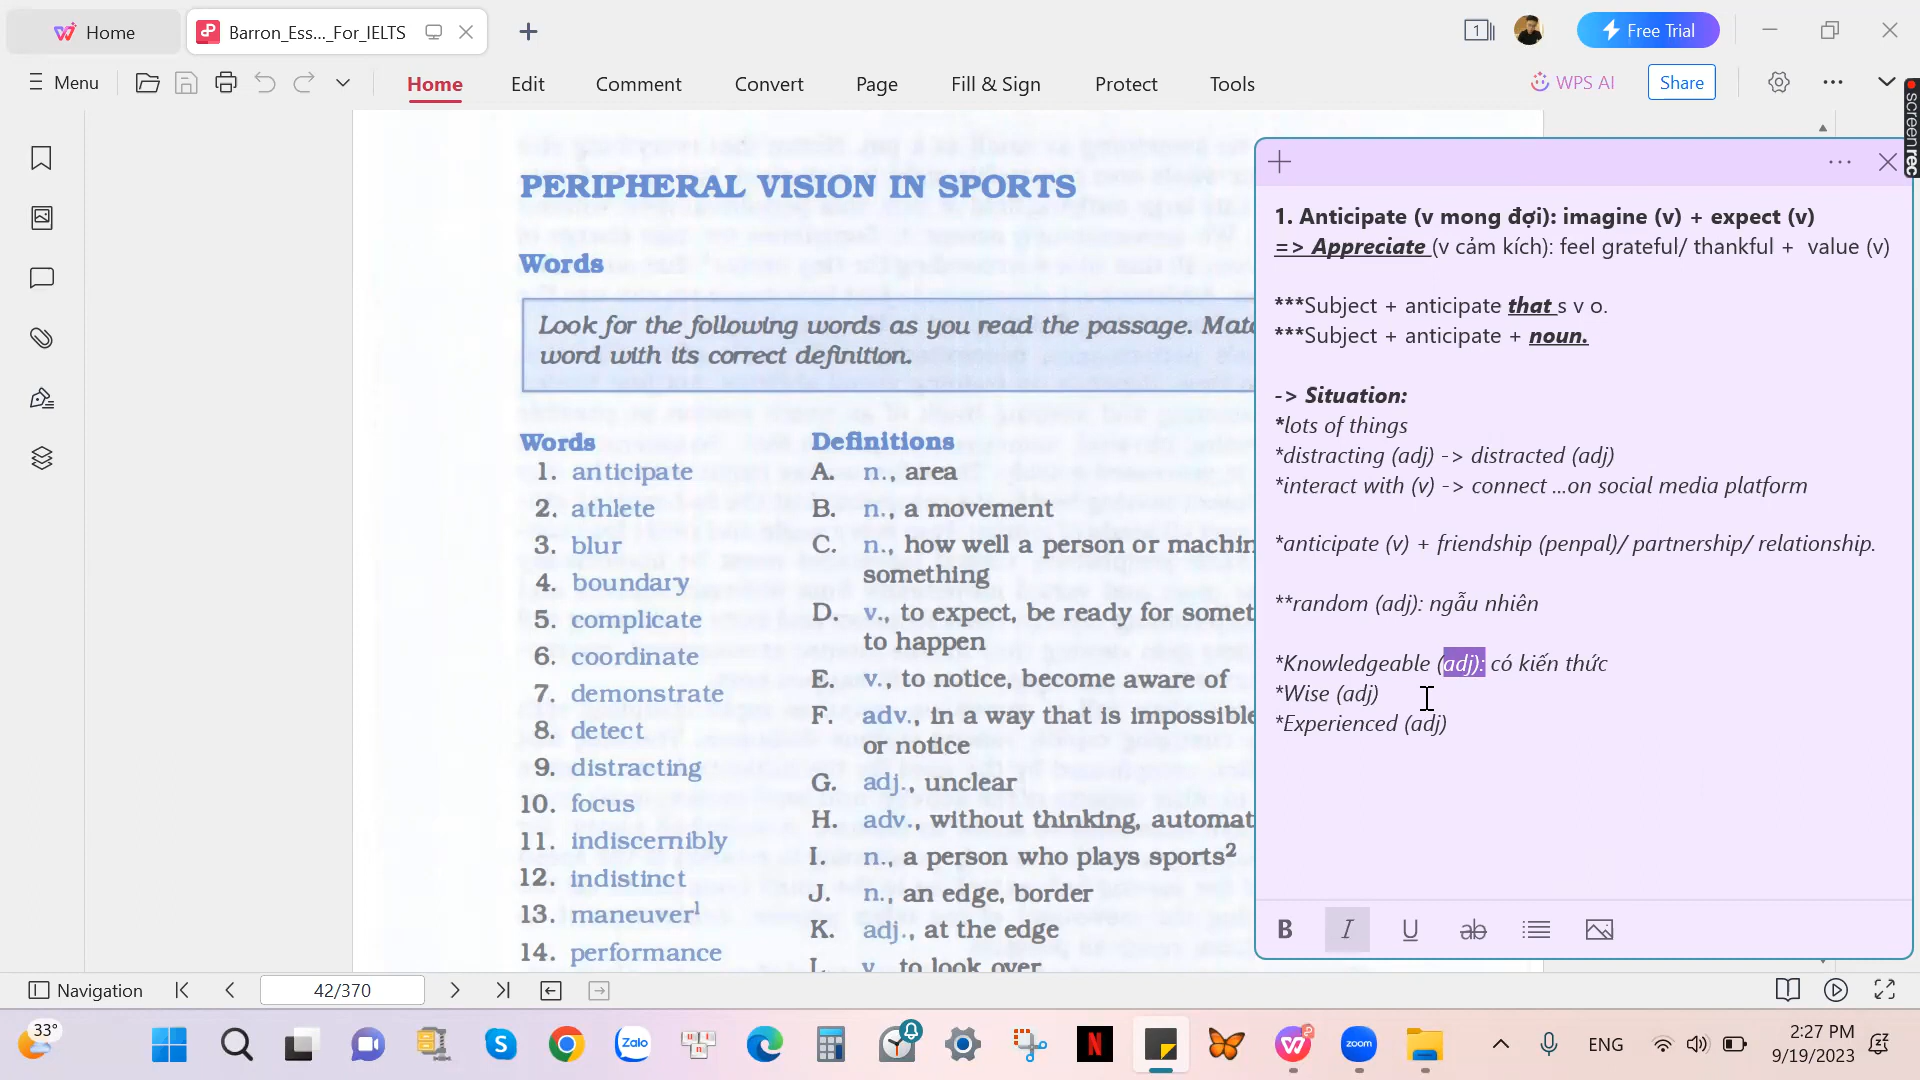 Home
Barron_Ess..._For_IELTS
1
Free Trial
Menu
Home
Edit
Comment
Convert
Page
Fill & Sign
Protect
Tools
WPS AI
Share
screenrec
PERIPHERAL VISION IN SPORTS
Words
Look for the following words as you read the passage.
word with its correct definition.
Words
Definitions
1. anticipate
2. athlete
3. blur
4. boundary
5. complicate
6. coordinate
7. demonstrate
8. detect
9. distracting
10. focus
11. indiscernibly
12. indistinct
13. maneuver1
14. performance
A. n., area
B. n., a movement
C. n., how well a person or machin
something
D. v., to expect, be ready for somet
to happen
E. v., to notice, become aware of
F. adv., in a way that is impossible
or notice
G. adj., unclear
H. adv., without thinking, automat
I. n., a person who plays sports2
J. n., an edge, border
K. adj., at the edge
L. v., to look over
1. Anticipate (v mong đợi): imagine (v) + expect (v)
=> Appreciate (v cảm kích): feel grateful/ thankful + value (v)
***Subject + anticipate that s v o.
***Subject + anticipate + noun.
-> Situation:
*lots of things
*distracting (adj) -> distracted (adj)
*interact with (v) -> connect ...on social media platform
*anticipate (v) + friendship (penpal)/ partnership/ relationship.
**random (adj): ngẫu nhiên
*Knowledgeable (adj): có kiến thức
*Wise (adj)
*Experienced (adj)
B I U ab
Navigation
42/370
33°
Zalo
zoom
ENG
2:27 PM
9/19/2023